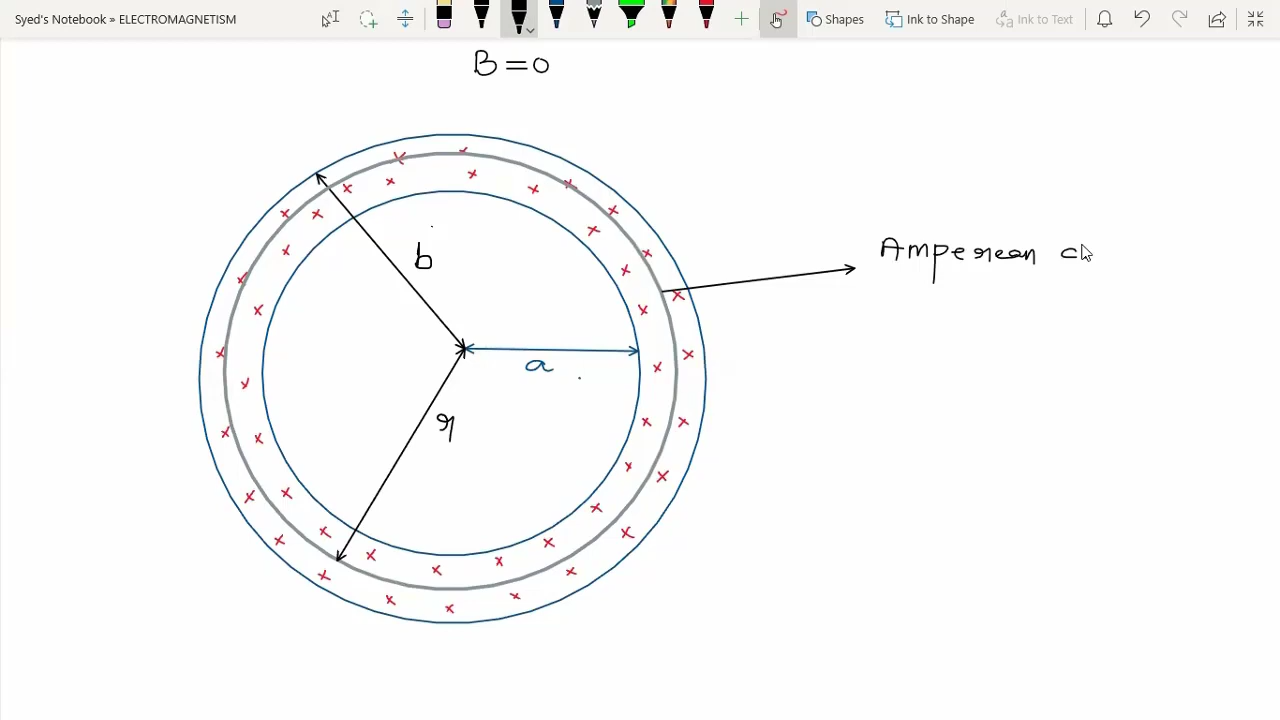 Syed's Notebook » ELECTROMAGNETISM
Shapes
Ink to Shape
Ink to Text
B = 0
b
a
r
Amperean c